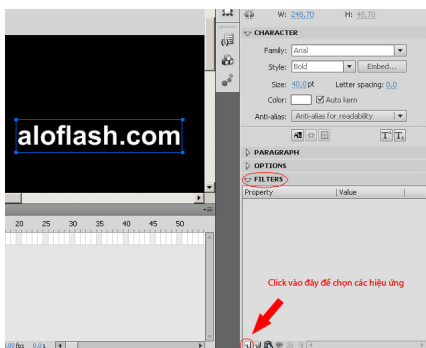 W: 248,70 H: 48,70
CHARACTER
Family: Arial
Style: Bold Embed...
Size: 40,0 pt Letter spacing: 0,0
Color: Auto kern
Anti-alias: Anti-alias for readability
aloflash.com
PARAGRAPH
OPTIONS
FILTERS
Property Value
20 25 30 35 40 45 50
Click vào đây để chọn các hiệu ứng
0.0 s